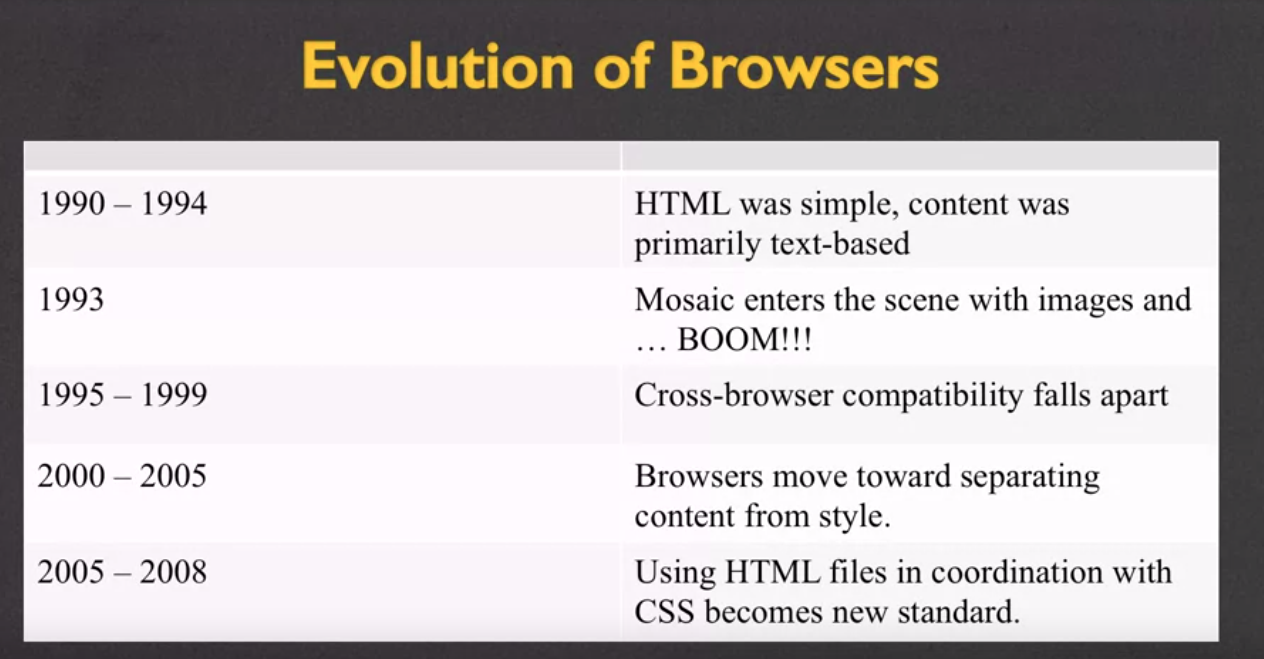 Evolution of Browsers
1990 – 1994
HTML was simple, content was
primarily text-based
1993
Mosaic enters the scene with images and
… BOOM!!!
1995 – 1999
Cross-browser compatibility falls apart
2000 – 2005
Browsers move toward separating
content from style.
2005 – 2008
Using HTML files in coordination with
CSS becomes new standard.